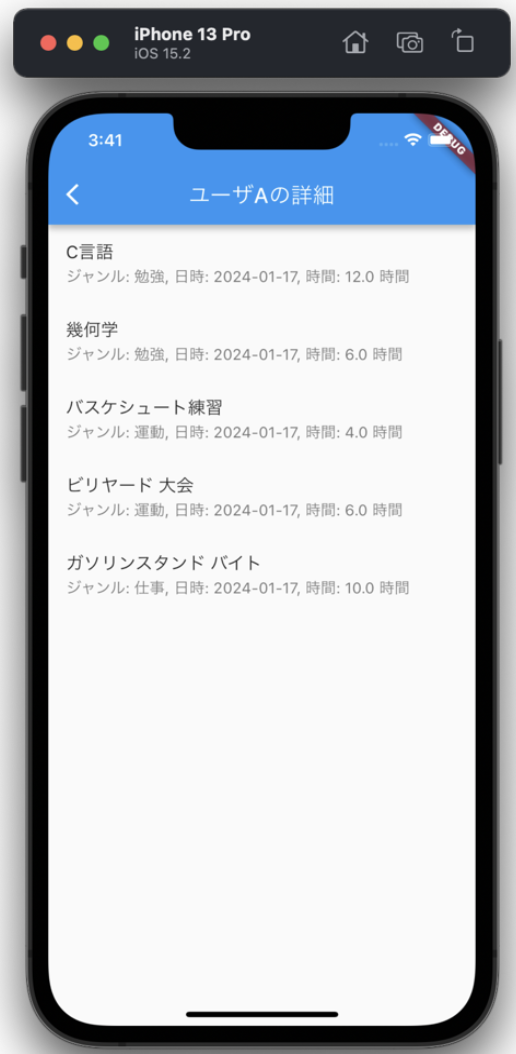 iPhone 13 Pro
iOS 15.2
3:41
DEBUG
ユーザAの詳細
C言語
ジャンル: 勉強, 日時: 2024-01-17, 時間: 12.0 時間
幾何学
ジャンル: 勉強, 日時: 2024-01-17, 時間: 6.0 時間
バスケシュート練習
ジャンル: 運動, 日時: 2024-01-17, 時間: 4.0 時間
ビリヤード 大会
ジャンル: 運動, 日時: 2024-01-17, 時間: 6.0 時間
ガソリンスタンド バイト
ジャンル: 仕事, 日時: 2024-01-17, 時間: 10.0 時間